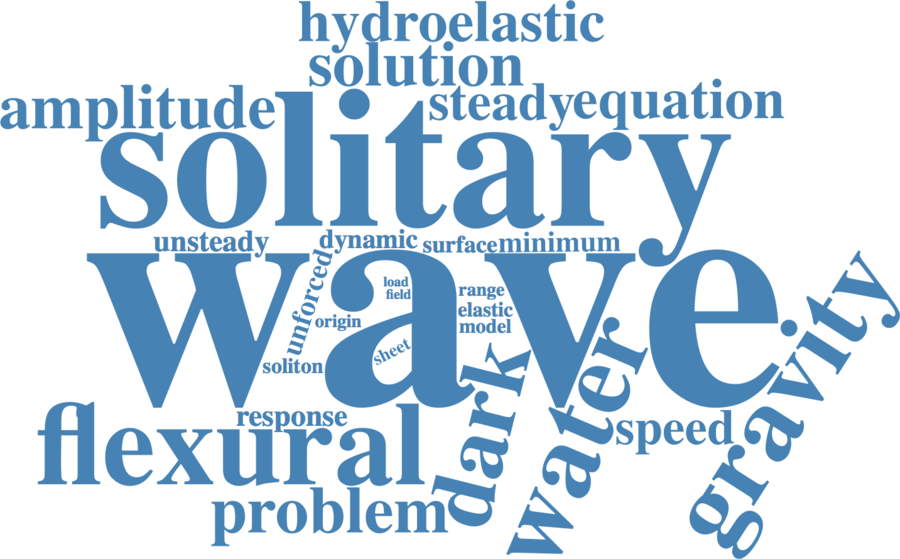 hydroelastic
solution
amplitude
steady
equation
solitary
unsteady
dynamic
surface
minimum
wave
unforced
load
field
range
origin
elastic
model
sheet
soliton
gravity
dark
water
flexural
response
speed
problem